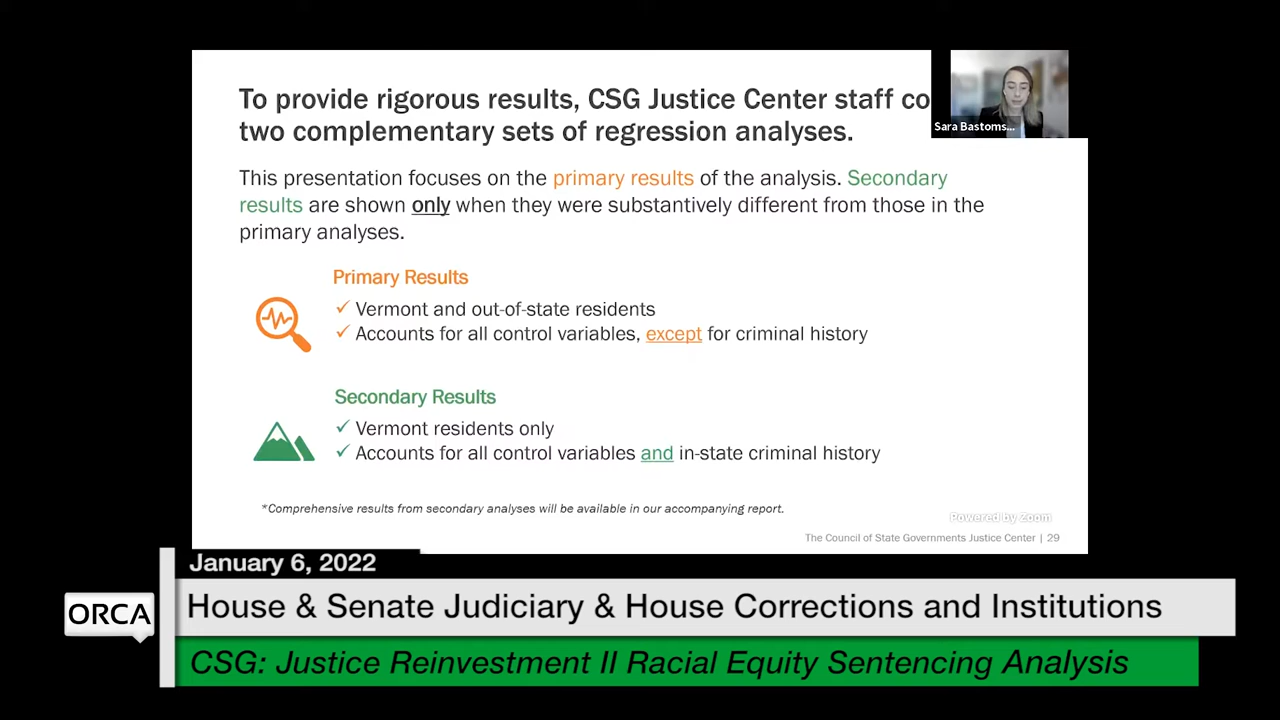 To provide rigorous results, CSG Justice Center staff co
two complementary sets of regression analyses.
Sara Bastoms...
This presentation focuses on the primary results of the analysis. Secondary
results are shown only when they were substantively different from those in the
primary analyses.
Primary Results
✓ Vermont and out-of-state residents
✓ Accounts for all control variables, except for criminal history
Secondary Results
✓ Vermont residents only
✓ Accounts for all control variables and in-state criminal history
*Comprehensive results from secondary analyses will be available in our accompanying report.
Powered by Zoom
The Council of State Governments Justice Center | 29
January 6, 2022
ORCA
House & Senate Judiciary & House Corrections and Institutions
CSG: Justice Reinvestment II Racial Equity Sentencing Analysis